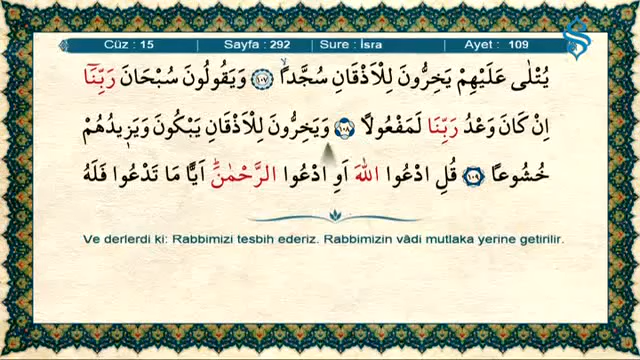 Cüz : 15 Sayfa : 292 Sure : İsra Ayet : 109
يُتْلٰى عَلَيْهِمْ يَخِرُّونَ لِلْاَذْقَانِ سُجَّدًاۙ ﴿١٠٧﴾ وَيَقُولُونَ سُبْحَانَ رَبِّنَٓا
اِنْ كَانَ وَعْدُ رَبِّنَا لَمَفْعُولًا ﴿١٠٨﴾ وَيَخِرُّونَ لِلْاَذْقَانِ يَبْكُونَ وَيَزٖيدُهُمْ
خُشُوعًا ﴿١٠٩﴾ قُلِ ادْعُوا اللّٰهَ اَوِ ادْعُوا الرَّحْمٰنَۜ اَيًّا مَا تَدْعُوا فَلَهُ
Ve derlerdi ki: Rabbimizi tesbih ederiz. Rabbimizin vâdi mutlaka yerine getirilir.